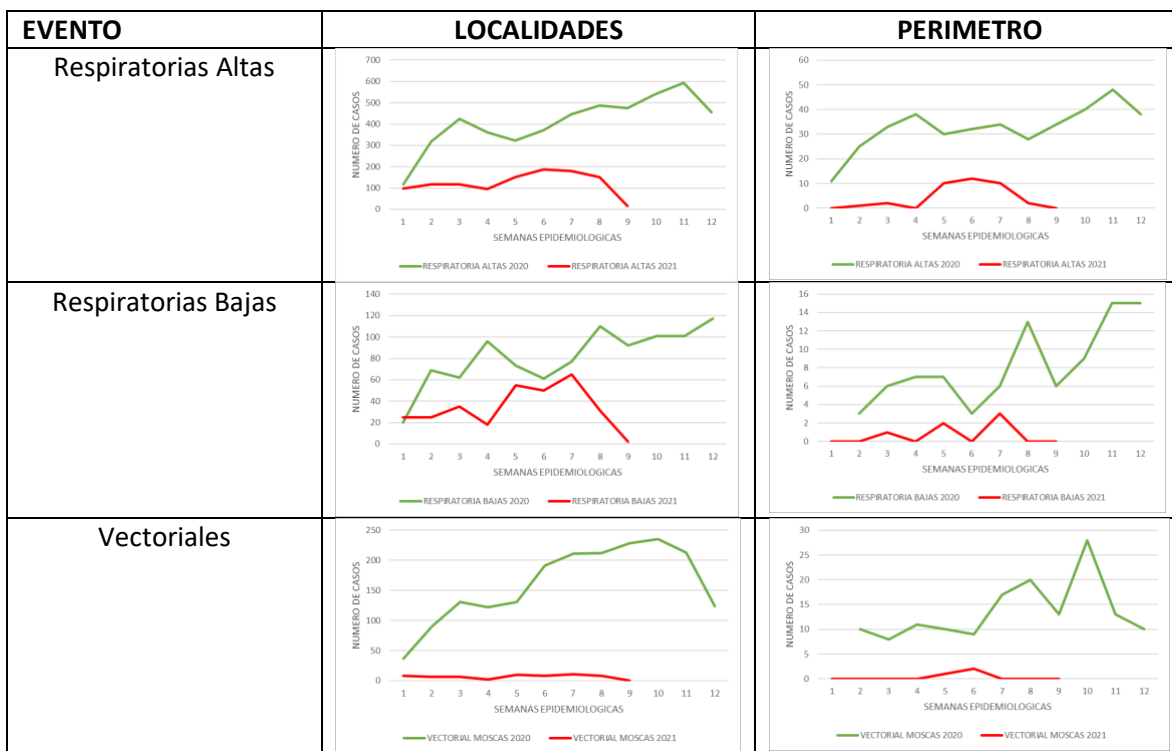 EVENTO LOCALIDADES PERIMETRO
Respiratorias Altas
NUMERO DE CASOS
700
600
500
400
300
200
100
0
1 2 3 4 5 6 7 8 9 10 11 12
SEMANAS EPIDEMIOLOGICAS
RESPIRATORIA ALTAS 2020 RESPIRATORIA ALTAS 2021
NUMERO DE CASOS
60
50
40
30
20
10
0
1 2 3 4 5 6 7 8 9 10 11 12
SEMANAS EPIDEMIOLOGICAS
RESPIRATORIA ALTAS 2020 RESPIRATORIA ALTAS 2021
Respiratorias Bajas
NUMERO DE CASOS
140
120
100
80
60
40
20
0
1 2 3 4 5 6 7 8 9 10 11 12
SEMANAS EPIDEMIOLOGICAS
RESPIRATORIA BAJAS 2020 RESPIRATORIA BAJAS 2021
NUMERO DE CASOS
16
14
12
10
8
6
4
2
0
1 2 3 4 5 6 7 8 9 10 11 12
SEMANAS EPIDEMIOLOGICAS
RESPIRATORIA BAJAS 2020 RESPIRATORIA BAJAS 2021
Vectoriales
NUMERO DE CASOS
250
200
150
100
50
0
1 2 3 4 5 6 7 8 9 10 11 12
SEMANAS EPIDEMIOLOGICAS
VECTORIAL MOSCAS 2020 VECTORIAL MOSCAS 2021
NUMERO DE CASOS
30
25
20
15
10
5
0
1 2 3 4 5 6 7 8 9 10 11 12
SEMANAS EPIDEMIOLOGICAS
VECTORIAL MOSCAS 2020 VECTORIAL MOSCAS 2021